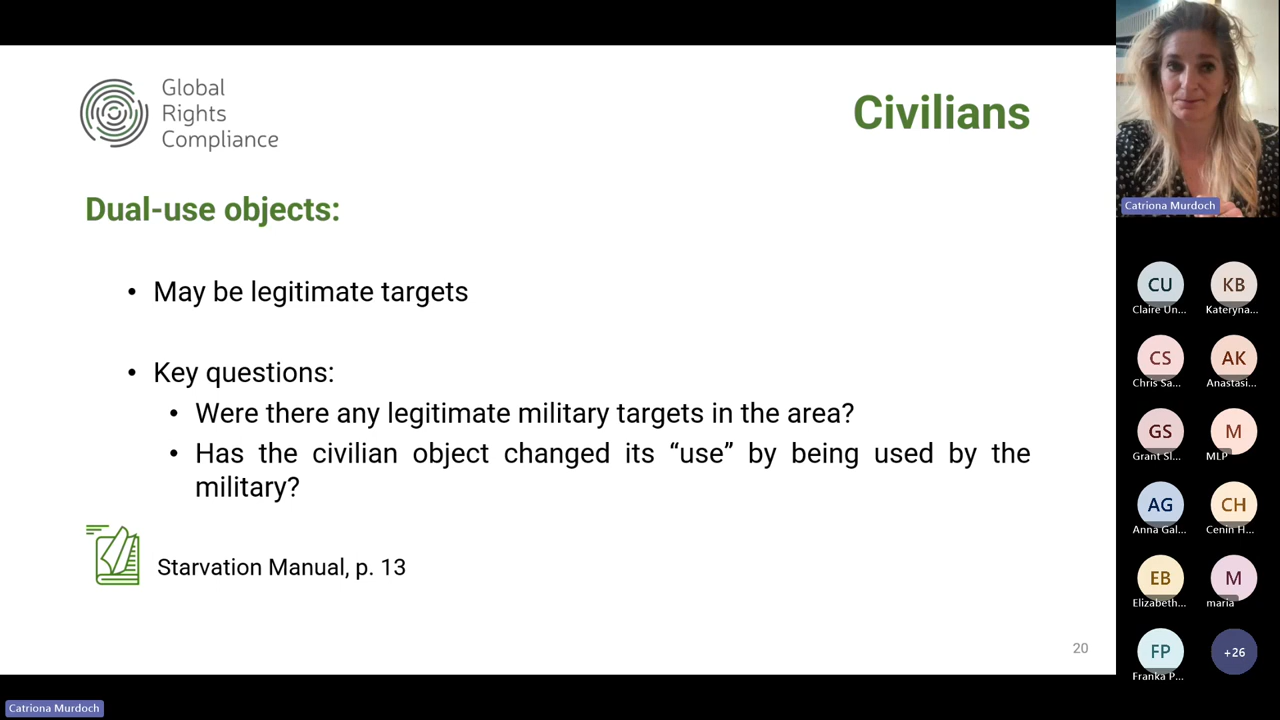 Global
Rights
Compliance
Civilians
Dual-use objects:
• May be legitimate targets
• Key questions:
• Were there any legitimate military targets in the area?
• Has the civilian object changed its “use” by being used by the
military?
Starvation Manual, p. 13
20
Catriona Murdoch
CU
Claire Un...
KB
Kateryna...
CS
Chris Sa...
AK
Anastasi...
GS
Grant Sl...
M
MLP
AG
Anna Gal...
CH
Cenin H...
EB
Elizabeth...
M
maria
FP
Franka P...
+26
Catriona Murdoch